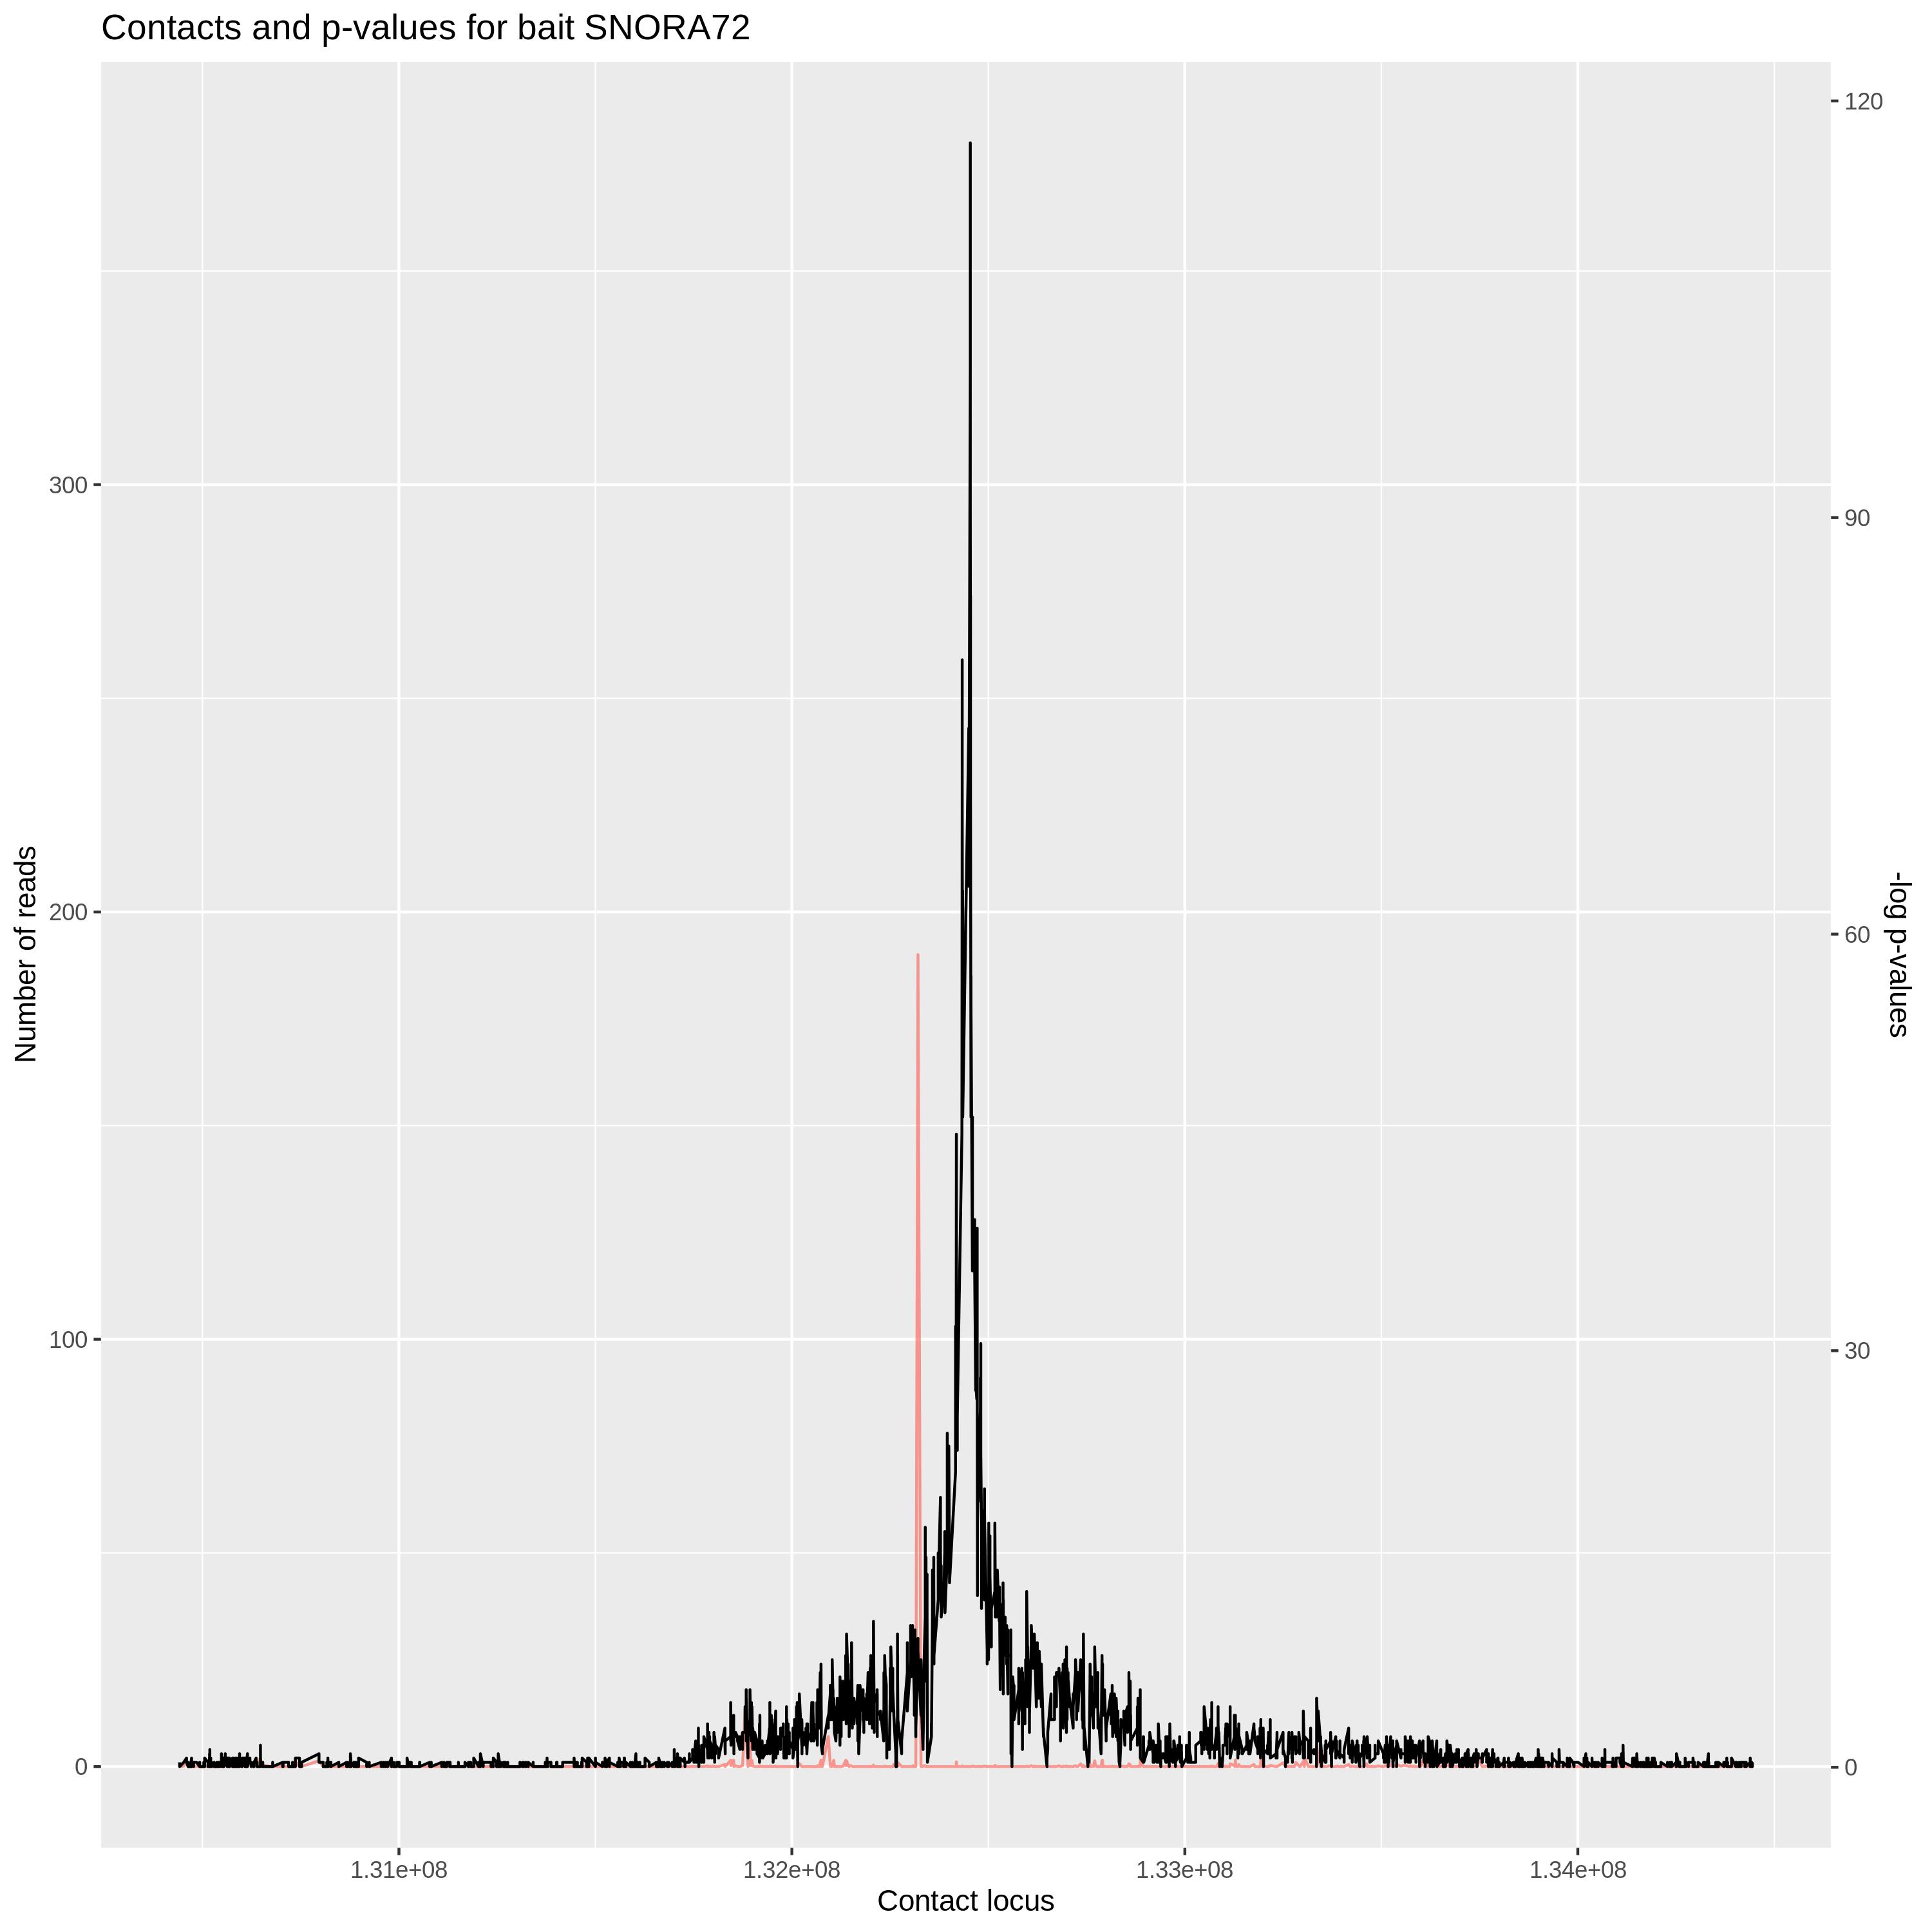 Contacts and p-values for bait SNORA72
120
300
90
200
60
100
30
0
0
Number of reads
-log p-values
1.31e+08
1.32e+08
1.33e+08
1.34e+08
Contact locus